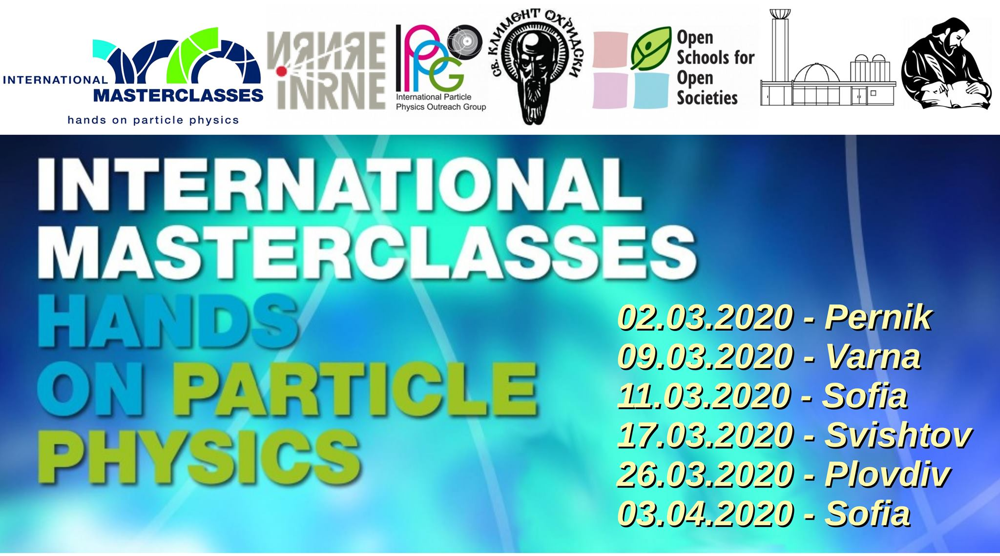 INTERNATIONAL
MASTERCLASSES
hands on particle physics
ИЯИЯЕ
iNRNE
IPPOG
International Particle
Physics Outreach Group
СВ. КЛИМЕНТ ОХРИДСКИ
Open
Schools for
Open
Societies
INTERNATIONAL
MASTERCLASSES
HANDS
ON PARTICLE
PHYSICS
02.03.2020 - Pernik
09.03.2020 - Varna
11.03.2020 - Sofia
17.03.2020 - Svishtov
26.03.2020 - Plovdiv
03.04.2020 - Sofia